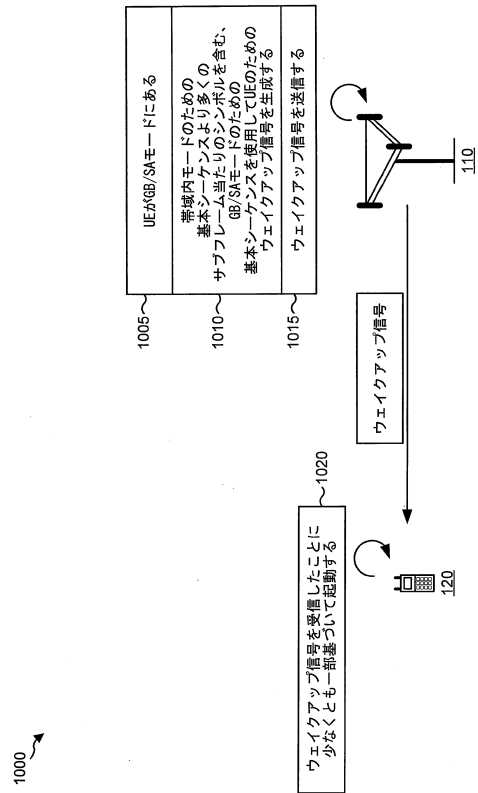 1000
1005
UEがGB/SAモードにある
1010
帯域内モードのための
基本シーケンスより多くの
サブフレーム当たりのシンボルを含む、
GB/SAモードのための
基本シーケンスを使用してUEのための
ウェイクアップ信号を生成する
1015
ウェイクアップ信号を送信する
110
ウェイクアップ信号
1020
ウェイクアップ信号を受信したことに
少なくとも一部基づいて起動する
120